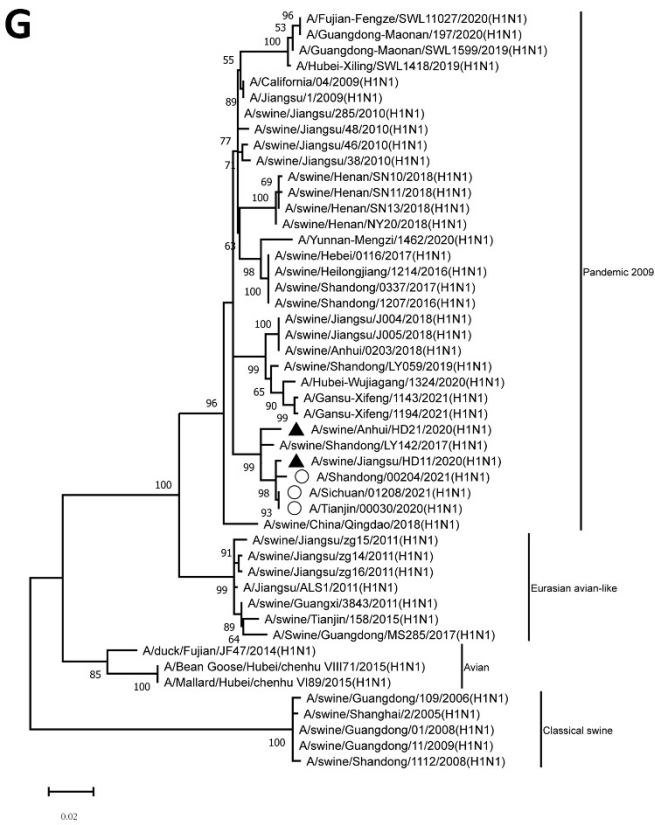 G
96
A/Fujian-Fengze/SWL11027/2020(H1N1)
53
A/Guangdong-Maonan/197/2020(H1N1)
100
A/Guangdong-Maonan/SWL1599/2019(H1N1)
55
A/Hubei-Xiling/SWL1418/2019(H1N1)
A/California/04/2009(H1N1)
89
A/Jiangsu/1/2009(H1N1)
A/swine/Jiangsu/285/2010(H1N1)
A/swine/Jiangsu/48/2010(H1N1)
77
A/swine/Jiangsu/46/2010(H1N1)
71
A/swine/Jiangsu/38/2010(H1N1)
69
A/swine/Henan/SN10/2018(H1N1)
A/swine/Henan/SN11/2018(H1N1)
100
A/swine/Henan/SN13/2018(H1N1)
A/swine/Henan/NY20/2018(H1N1)
63
A/Yunnan-Mengzi/1462/2020(H1N1)
A/swine/Hebei/0116/2017(H1N1)
98
A/swine/Heilongjiang/1214/2016(H1N1)
Pandemic 2009
A/swine/Shandong/0337/2017(H1N1)
100
A/swine/Shandong/1207/2016(H1N1)
A/swine/Jiangsu/J004/2018(H1N1)
100
A/swine/Jiangsu/J005/2018(H1N1)
A/swine/Anhui/0203/2018(H1N1)
99
A/swine/Shandong/LY059/2019(H1N1)
A/Hubei-Wujiagang/1324/2020(H1N1)
65
A/Gansu-Xifeng/1143/2021(H1N1)
90
96
A/Gansu-Xifeng/1194/2021(H1N1)
99
A/swine/Anhui/HD21/2020(H1N1)
A/swine/Shandong/LY142/2017(H1N1)
99
A/swine/Jiangsu/HD11/2020(H1N1)
A/Shandong/00204/2021(H1N1)
98
A/Sichuan/01208/2021(H1N1)
100
A/Tianjin/00030/2020(H1N1)
93
A/swine/China/Qingdao/2018(H1N1)
A/swine/Jiangsu/zg15/2011(H1N1)
91
A/swine/Jiangsu/zg14/2011(H1N1)
A/swine/Jiangsu/zg16/2011(H1N1)
99
A/Jiangsu/ALS1/2011(H1N1)
Eurasian avian-like
A/swine/Guangxi/3843/2011(H1N1)
A/swine/Tianjin/158/2015(H1N1)
89
A/Swine/Guangdong/MS285/2017(H1N1)
64
A/duck/Fujian/JF47/2014(H1N1)
A/Bean Goose/Hubei/chenhu VIII71/2015(H1N1)
Avian
85
A/Mallard/Hubei/chenhu VI89/2015(H1N1)
100
A/swine/Guangdong/109/2006(H1N1)
A/swine/Shanghai/2/2005(H1N1)
A/swine/Guangdong/01/2008(H1N1)
Classical swine
100
A/swine/Guangdong/11/2009(H1N1)
A/swine/Shandong/1112/2008(H1N1)
0.02